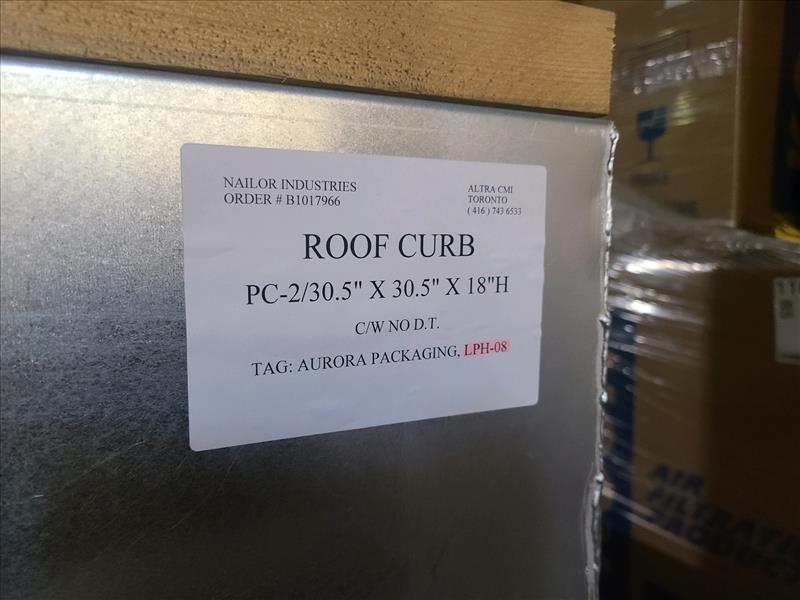 NAILOR INDUSTRIES
ORDER # B1017966
ALTRA CMI
TORONTO
( 416 ) 743 6533
ROOF CURB
PC-2/30.5" X 30.5" X 18"H
C/W NO D.T.
TAG: AURORA PACKAGING, LPH-08
AIR